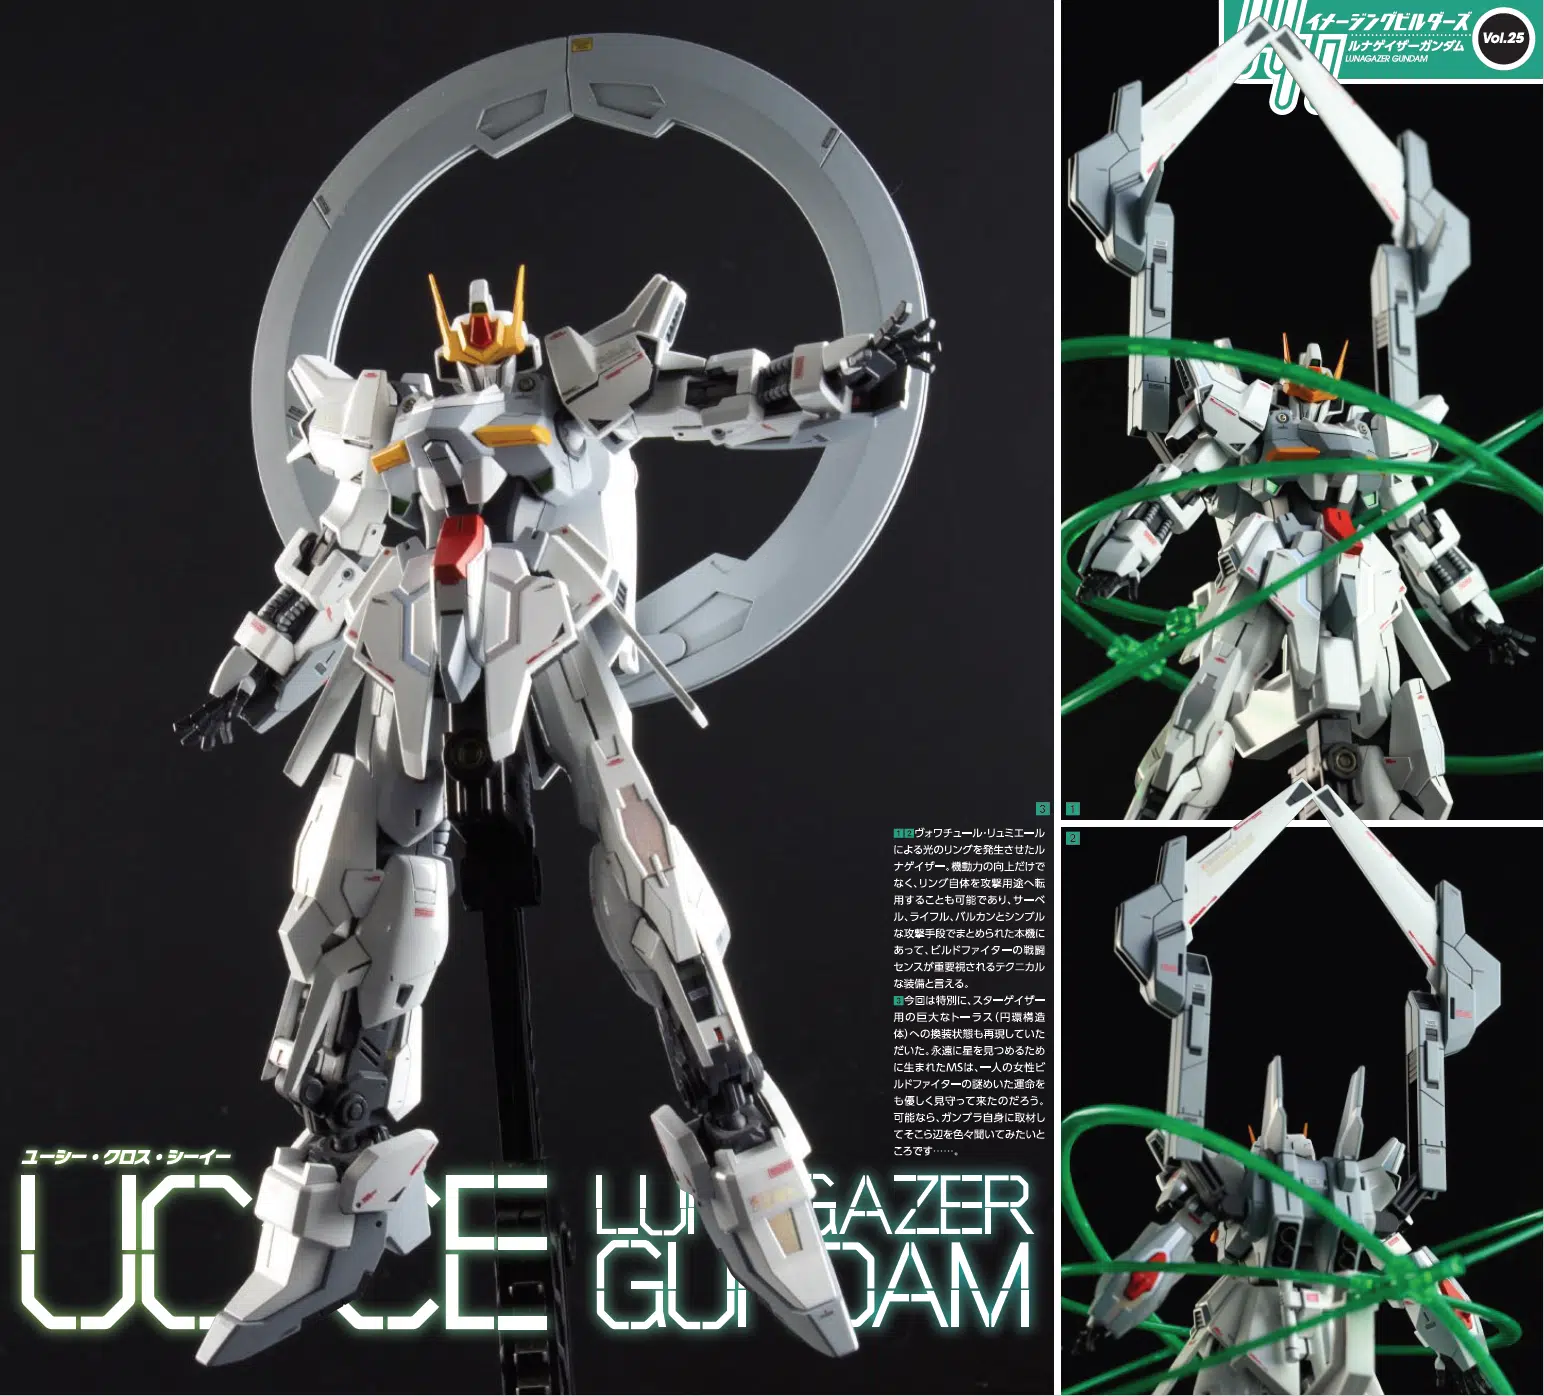 イメージングビルダーズ
ルナゲイザーガンダム
LUNAGAZER GUNDAM
Vol.25
3
1
2
12ヴォワチュール・リュミエール
による光のリングを発生させたル
ナゲイザー。機動力の向上だけで
なく、リング自体を攻撃用途へ転
用することも可能であり、サーベ
ル、ライフル、バルカンとシンプル
な攻撃手段でまとめられた本機に
あって、ビルドファイターの戦闘
センスが重要視されるテクニカル
な装備と言える。
3今回は特別に、スターゲイザー
用の巨大なトーラス(円環構造
体)への換装状態も再現していた
だいた。永遠に星を見つめるため
に生まれたMSは、一人の女性ビ
ルドファイターの謎めいた運命を
も優しく見守って来たのだろう。
可能なら、ガンプラ自身に取材し
てそこら辺を色々聞いてみたいと
ころです……。
ユーシー・クロス・シーイー
LUNAGAZER
GUNDAM